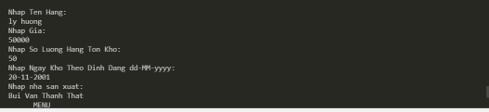 Nhap Ten Hang:
ly huong
Nhap Gia:
50000
Nhap So Luong Hang Ton Kho:
50
Nhap Ngay Kho Theo Dinh Dang dd-MM-yyyy:
20-11-2001
Nhap nha san xuat:
Bui Van Thanh That
MENU